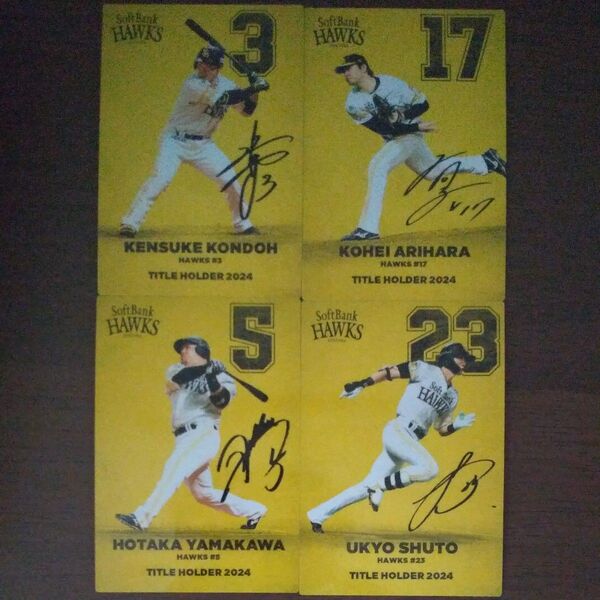 SoftBank
HAWKS
3
KENSUKE KONDOH
HAWKS #3
TITLE HOLDER 2024
SoftBank
HAWKS
17
KOHEI ARIHARA
HAWKS #17
TITLE HOLDER 2024
SoftBank
HAWKS
5
HOTAKA YAMAKAWA
HAWKS #5
TITLE HOLDER 2024
SoftBank
HAWKS
23
UKYO SHUTO
HAWKS #23
TITLE HOLDER 2024